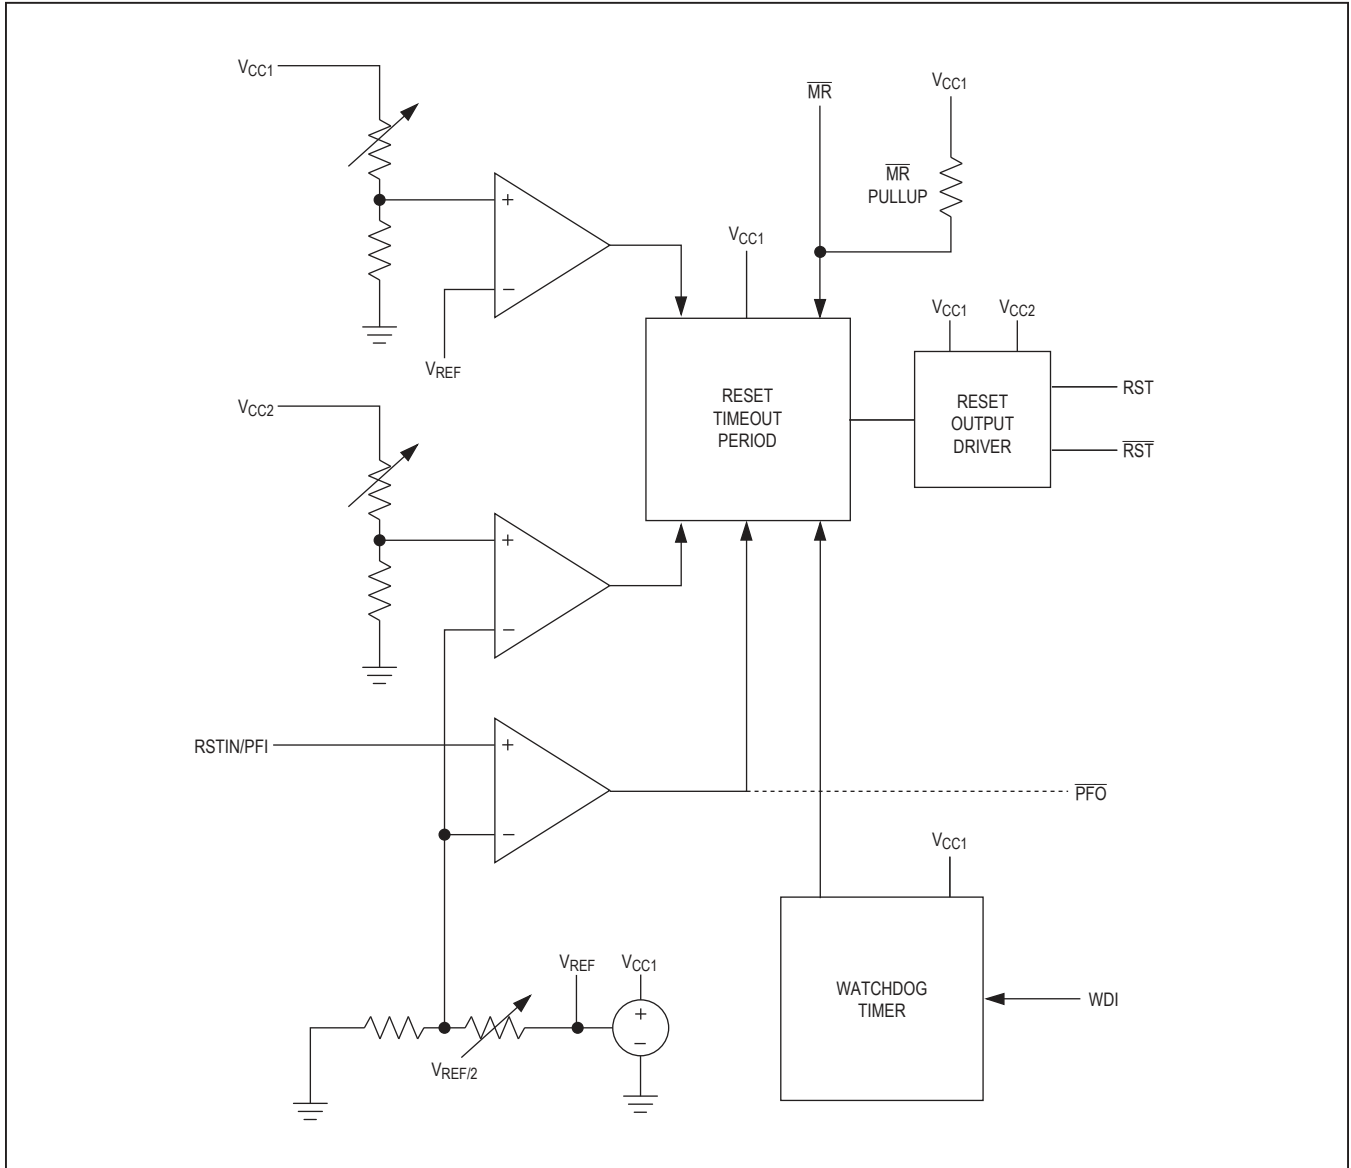 VCC1
MR
VCC1
MR
PULLUP
+
−
VREF
VCC1
VCC1
VCC2
RESET
TIMEOUT
PERIOD
RESET
OUTPUT
DRIVER
RST
RST
VCC2
+
−
RSTIN/PFI
+
−
PFO
VCC1
WATCHDOG
TIMER
WDI
VREF
VCC1
+
−
VREF/2